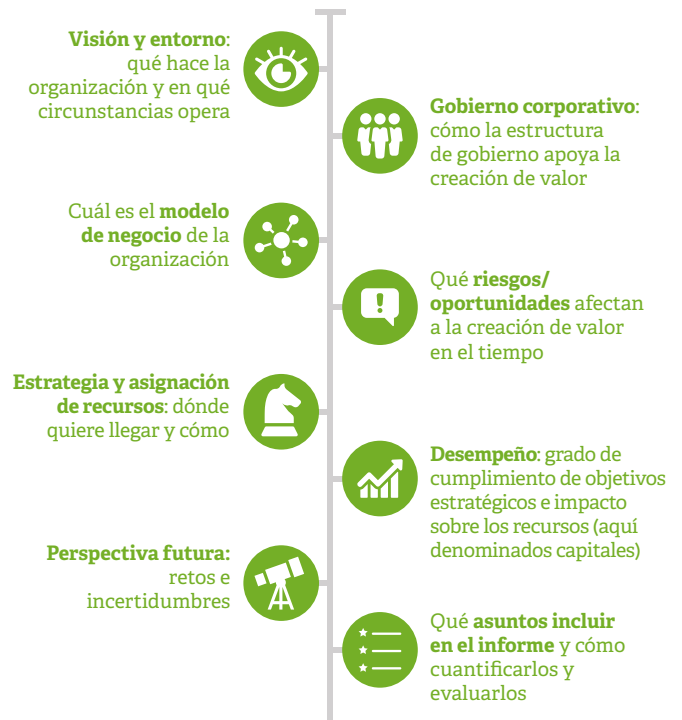 Visión y entorno:
qué hace la
organización y en qué
circunstancias opera
Gobierno corporativo:
cómo la estructura
de gobierno apoya la
creación de valor
Cuál es el modelo
de negocio de la
organización
Qué riesgos/
oportunidades afectan
a la creación de valor
en el tiempo
Estrategia y asignación
de recursos: dónde
quiere llegar y cómo
Desempeño: grado de
cumplimiento de objetivos
estratégicos e impacto
sobre los recursos (aquí
denominados capitales)
Perspectiva futura:
retos e
incertidumbres
Qué asuntos incluir
en el informe y cómo
cuantificarlos y
evaluarlos